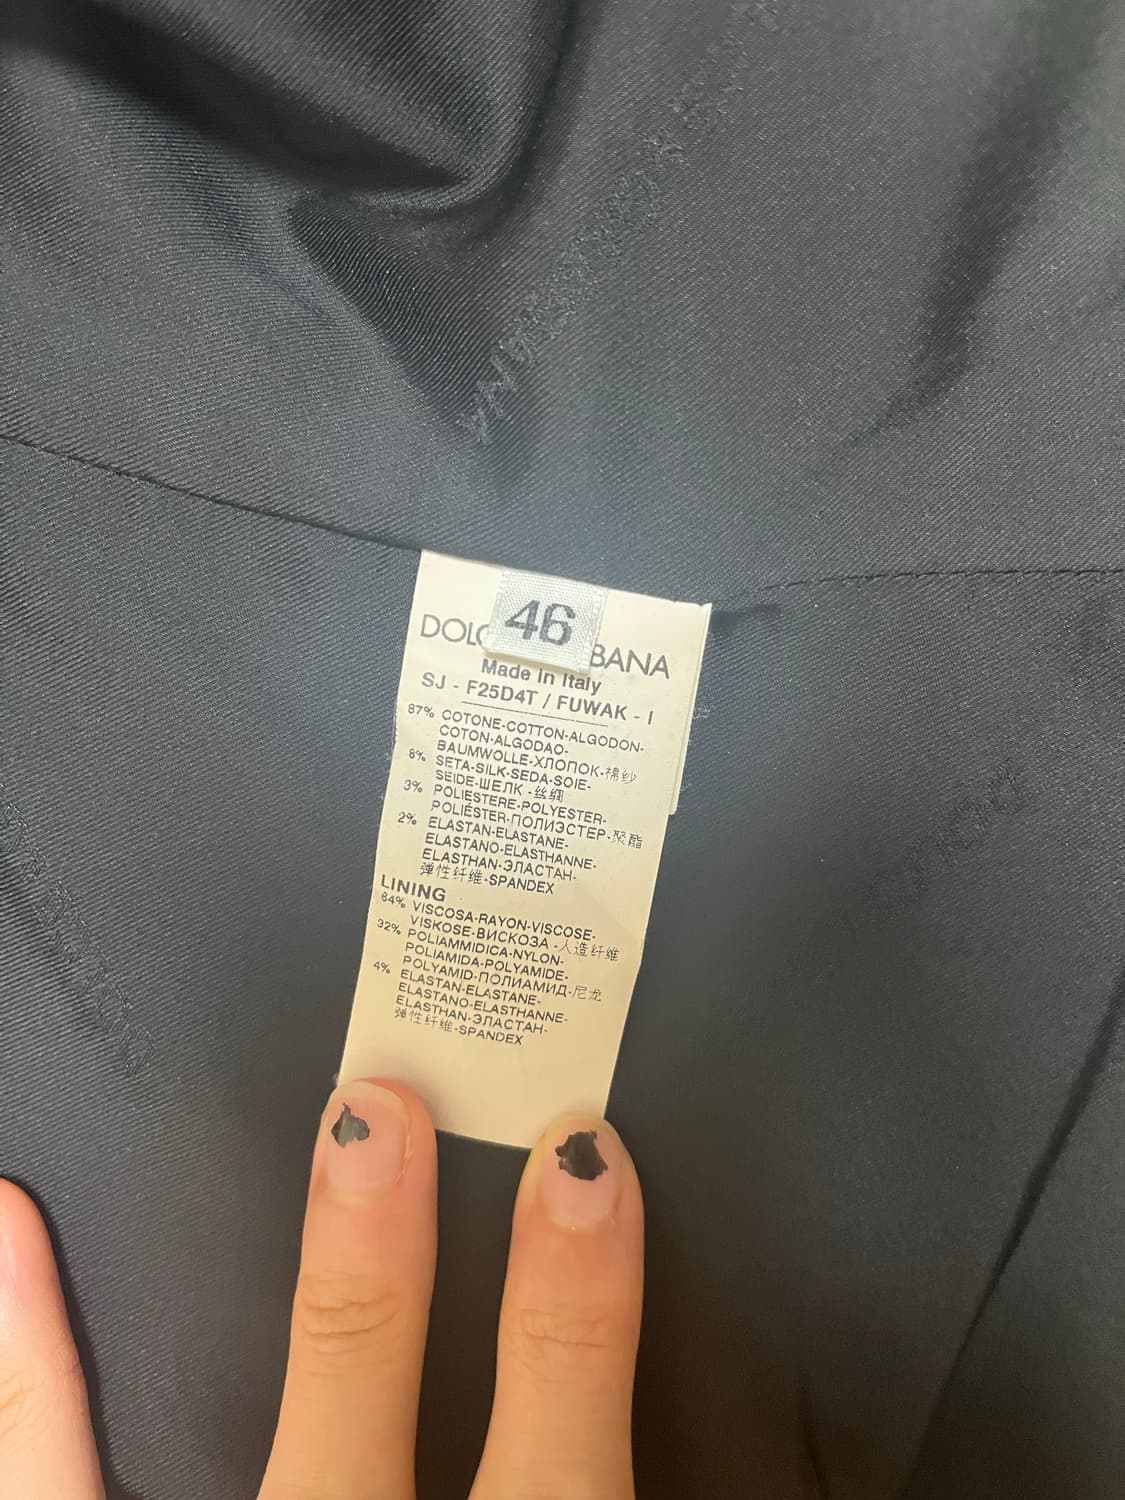 46
DOLC BANA
Made in Italy
SJ - F25D4T / FUWAK - I
87% COTONE-COTTON-ALGODON-
COTON-ALGODAO-
BAUMWOLLE-ХЛОПОК-棉纱
8% SETA-SILK-SEDA-SOIE-
SEIDE-ШЕЛК -丝绸
3% POLIESTERE-POLYESTER-
POLIÉSTER-ПОЛИЭСТЕР-聚酯
2% ELASTAN-ELASTANE-
ELASTANO-ELASTHANNE-
ELASTHAN-ЭЛАСТАН-
弹性纤维-SPANDEX
LINING
64% VISCOSA-RAYON-VISCOSE-
VISKOSE-ВИСКОЗА -人造纤维
32% POLIAMMIDICA-NYLON-
POLIAMIDA-POLYAMIDE-
POLYAMID-ПОЛИАМИД-尼龙
4% ELASTAN-ELASTANE-
ELASTANO-ELASTHANNE-
ELASTHAN-ЭЛАСТАН-
弹性纤维-SPANDEX